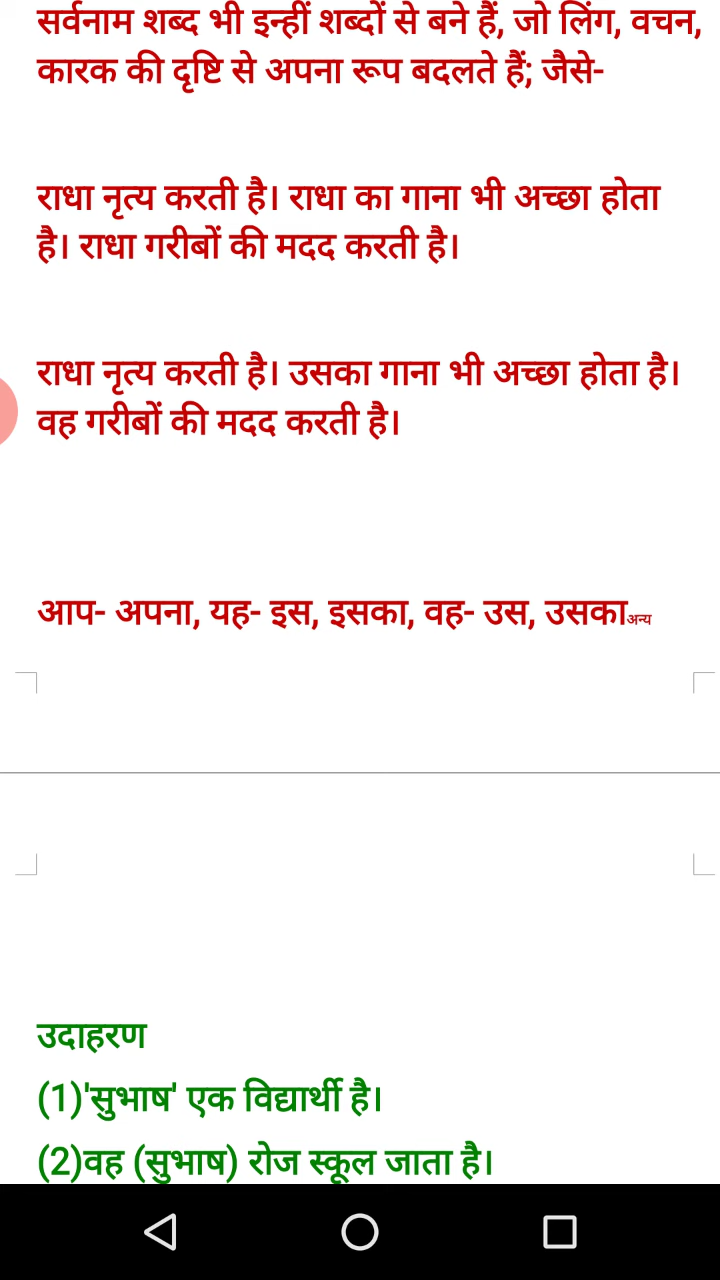 सर्वनाम शब्द भी इन्हीं शब्दों से बने हैं, जो लिंग, वचन,
कारक की दृष्टि से अपना रूप बदलते हैं; जैसे-
राधा नृत्य करती है। राधा का गाना भी अच्छा होता
है। राधा गरीबों की मदद करती है।
राधा नृत्य करती है। उसका गाना भी अच्छा होता है।
वह गरीबों की मदद करती है।
आप- अपना, यह- इस, इसका, वह- उस, उसकाअन्य
उदाहरण
(1)'सुभाष' एक विद्यार्थी है।
(2)वह (सुभाष) रोज स्कूल जाता है।